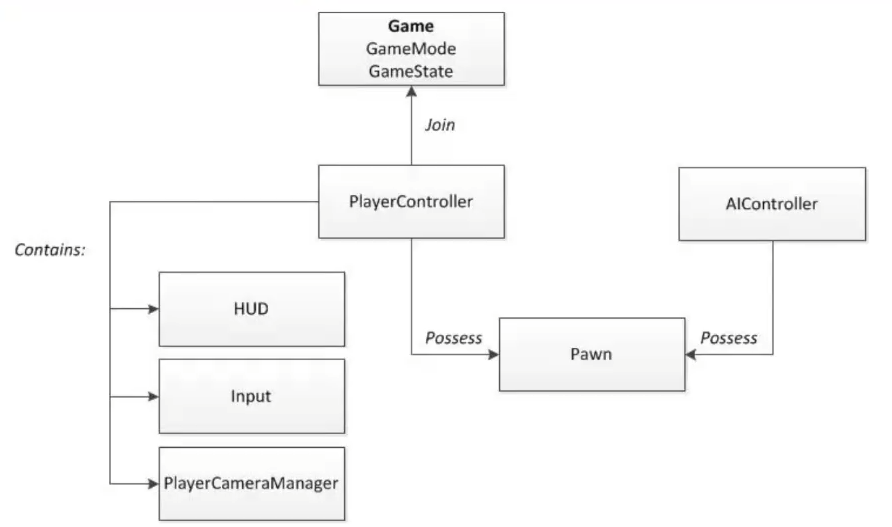 Game
GameMode
GameState
Join
PlayerController
AIController
Contains:
HUD
Possess
Possess
Pawn
Input
PlayerCameraManager